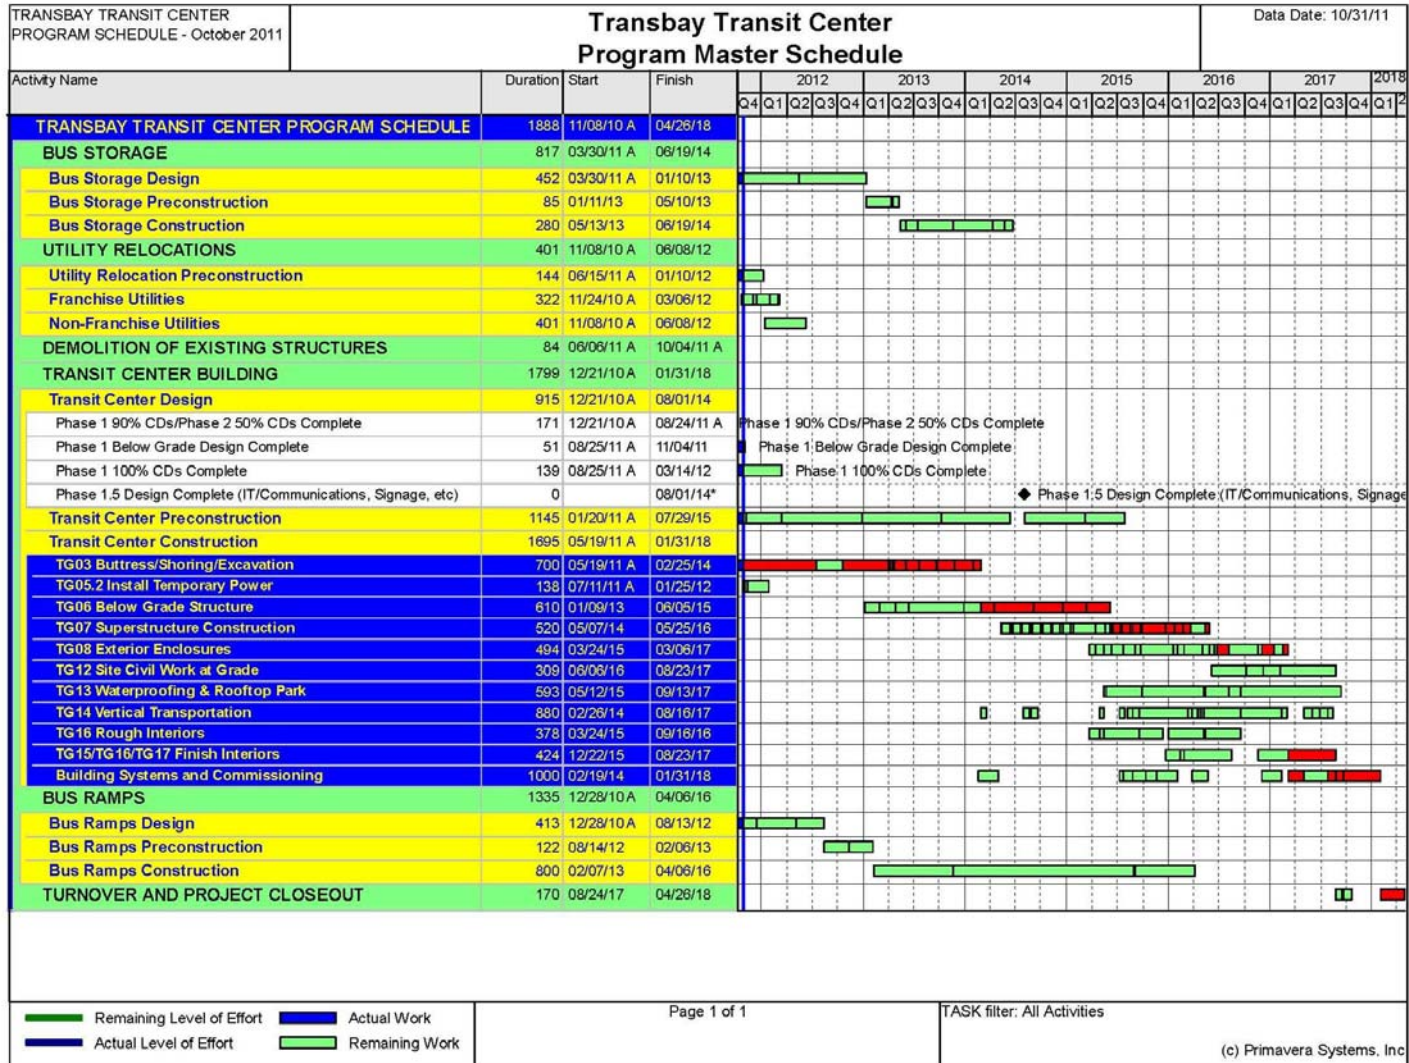 TRANSBAY TRANSIT CENTER
PROGRAM SCHEDULE - October 2011
Transbay Transit Center
Program Master Schedule
Data Date: 10/31/11
Activity Name Duration Start Finish 2012 2013 2014 2015 2016 2017 2018
Q4 Q1 Q2 Q3 Q4 Q1 Q2 Q3 Q4 Q1 Q2 Q3 Q4 Q1 Q2 Q3 Q4 Q1 Q2 Q3 Q4 Q1 Q2 Q3 Q4 Q1 2
TRANSBAY TRANSIT CENTER PROGRAM SCHEDULE 1888 11/08/10 A 04/26/18
BUS STORAGE 817 03/30/11 A 06/19/14
Bus Storage Design 452 03/30/11 A 01/10/13
Bus Storage Preconstruction 85 01/11/13 05/10/13
Bus Storage Construction 280 05/13/13 06/19/14
UTILITY RELOCATIONS 401 11/08/10 A 06/08/12
Utility Relocation Preconstruction 144 06/15/11 A 01/10/12
Franchise Utilities 322 11/24/10 A 03/06/12
Non-Franchise Utilities 401 11/08/10 A 06/08/12
DEMOLITION OF EXISTING STRUCTURES 84 06/06/11 A 10/04/11 A
TRANSIT CENTER BUILDING 1799 12/21/10 A 01/31/18
Transit Center Design 915 12/21/10 A 08/01/14
Phase 1 90% CDs/Phase 2 50% CDs Complete 171 12/21/10 A 08/24/11 A Phase 1 90% CDs/Phase 2 50% CDs Complete
Phase 1 Below Grade Design Complete 51 08/25/11 A 11/04/11 Phase 1 Below Grade Design Complete
Phase 1 100% CDs Complete 139 08/25/11 A 03/14/12 Phase 1 100% CDs Complete
Phase 1.5 Design Complete (IT/Communications, Signage, etc) 0 08/01/14* Phase 1.5 Design Complete (IT/Communications, Signage
Transit Center Preconstruction 1145 01/20/11 A 07/29/15
Transit Center Construction 1695 05/19/11 A 01/31/18
TG03 Buttress/Shoring/Excavation 700 05/19/11 A 02/25/14
TG05.2 Install Temporary Power 138 07/11/11 A 01/25/12
TG06 Below Grade Structure 610 01/09/13 06/05/15
TG07 Superstructure Construction 520 05/07/14 05/25/16
TG08 Exterior Enclosures 494 03/24/15 03/06/17
TG12 Site Civil Work at Grade 309 06/06/16 08/23/17
TG13 Waterproofing & Rooftop Park 593 05/12/15 09/13/17
TG14 Vertical Transportation 880 02/26/14 08/16/17
TG16 Rough Interiors 378 03/24/15 09/16/16
TG15/TG16/TG17 Finish Interiors 424 12/22/15 08/23/17
Building Systems and Commissioning 1000 02/19/14 01/31/18
BUS RAMPS 1335 12/28/10 A 04/06/16
Bus Ramps Design 413 12/28/10 A 08/13/12
Bus Ramps Preconstruction 122 08/14/12 02/06/13
Bus Ramps Construction 800 02/07/13 04/06/16
TURNOVER AND PROJECT CLOSEOUT 170 08/24/17 04/26/18
Remaining Level of Effort Actual Work
Actual Level of Effort Remaining Work
Page 1 of 1
TASK filter: All Activities
(c) Primavera Systems, Inc